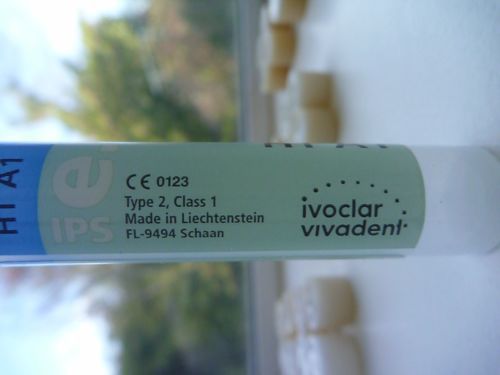 HT A1
e.
IPS
CE 0123
Type 2, Class 1
Made in Liechtenstein
FL-9494 Schaan
ivoclar
vivadent